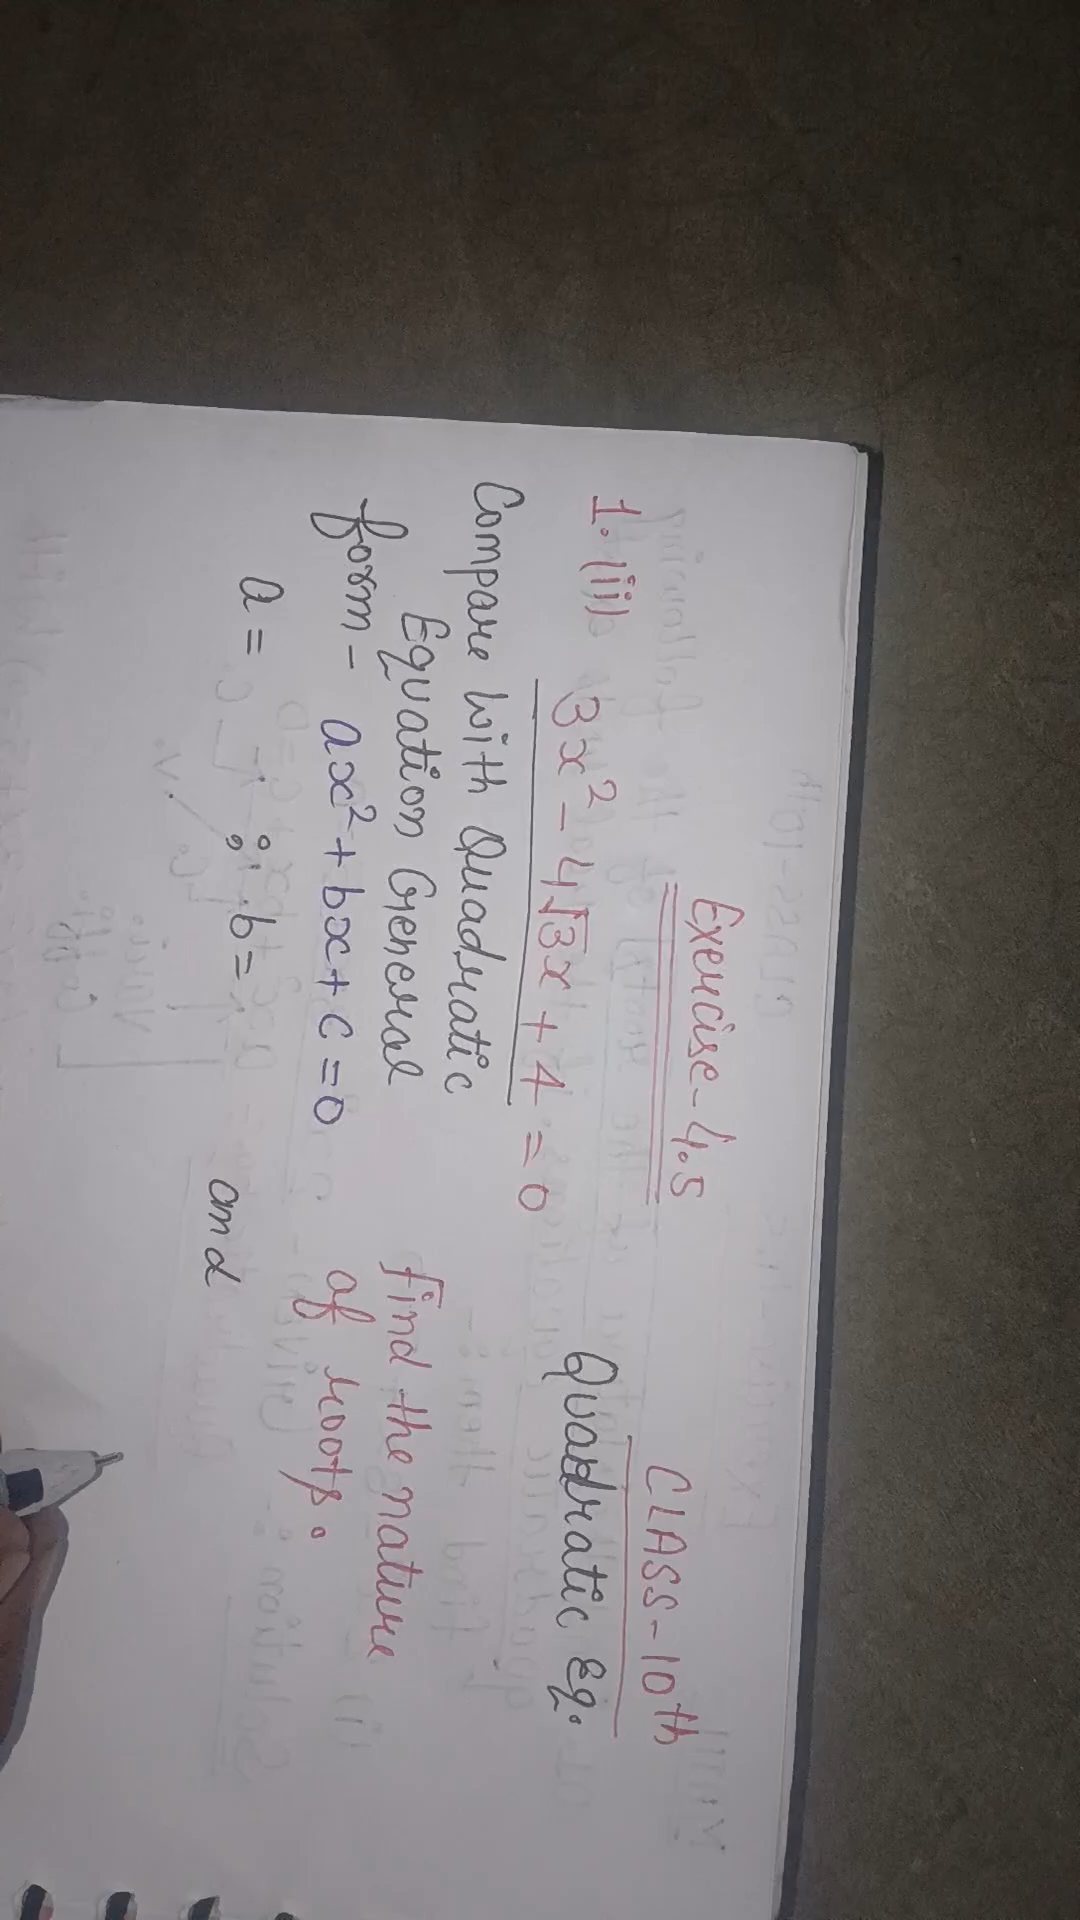 Exercise-4.5
CLASS-10th
1. (ii) 3x² - 4√3x + 4 = 0
Quadratic Eq.
Compare With Quadratic
Equation General
form - ax² + bx + c = 0
find the nature
of roots.
a = ; b = and